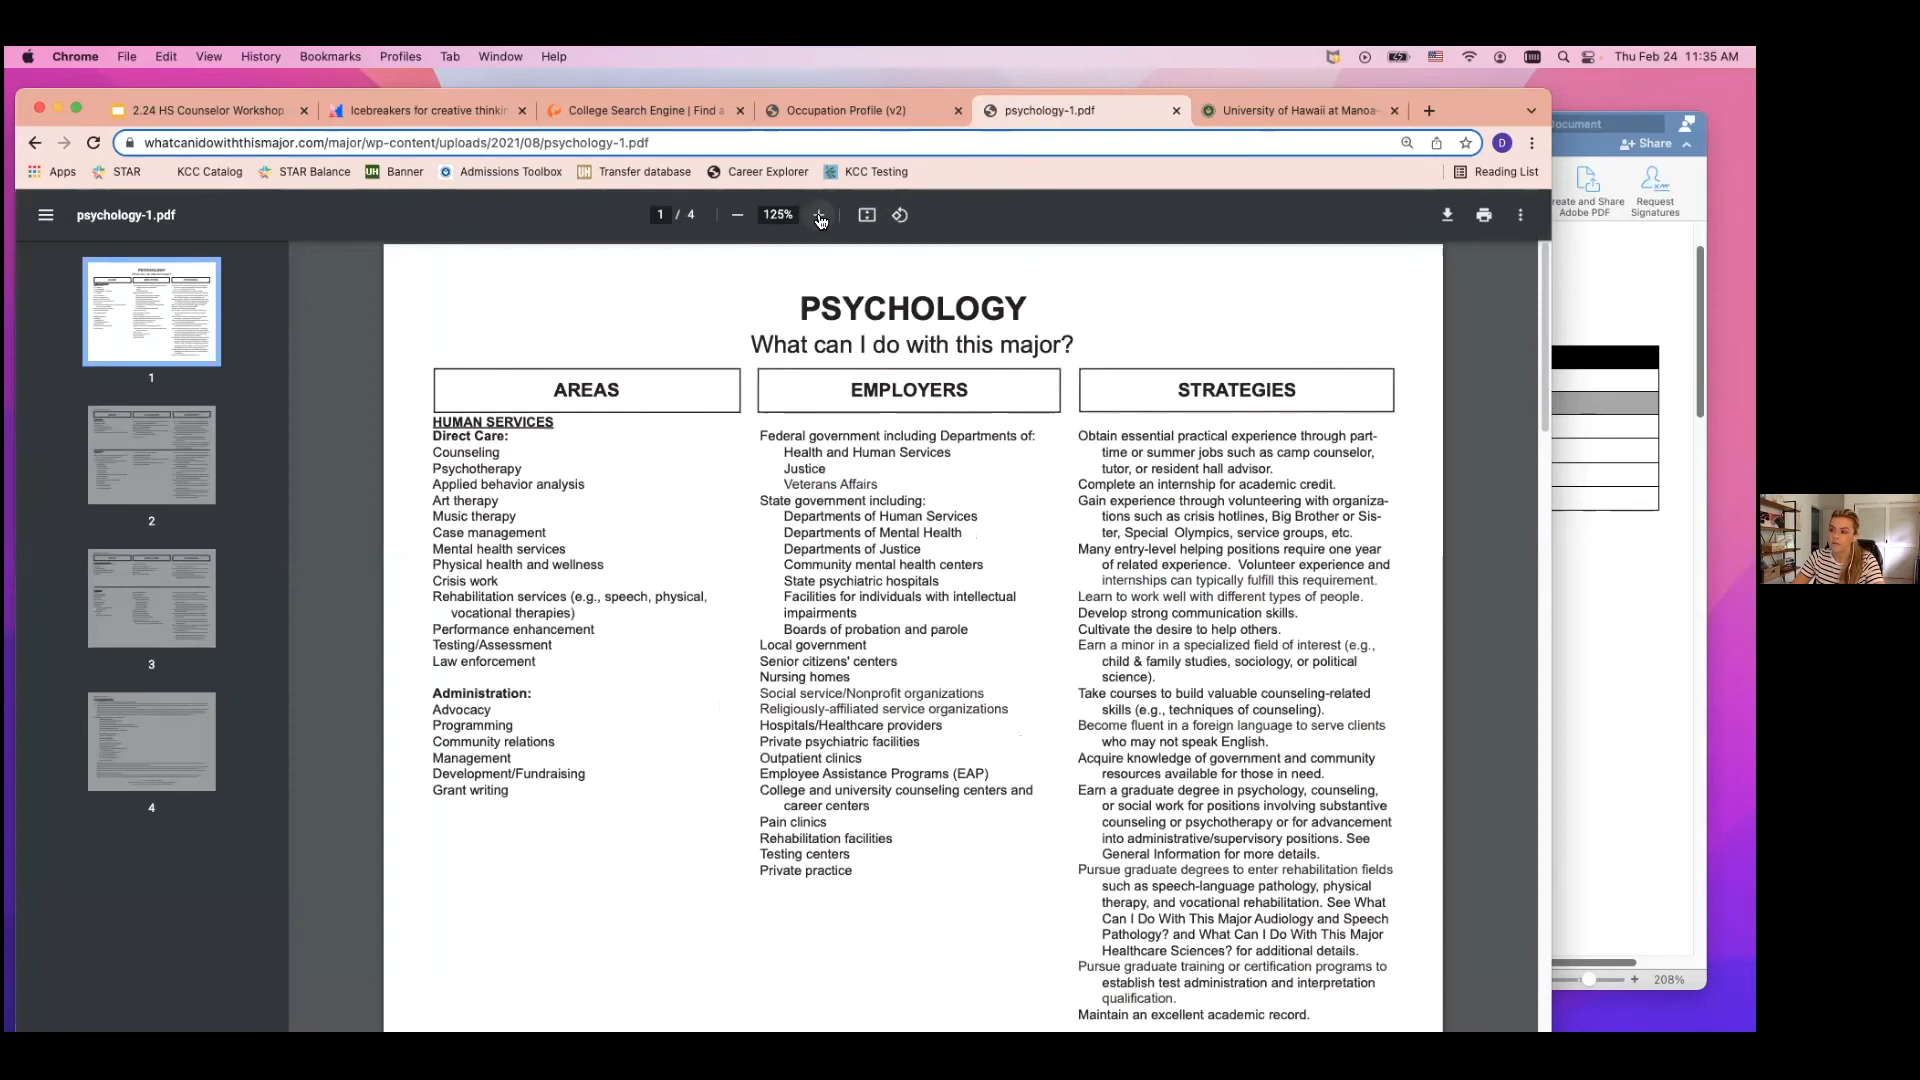 Chrome File Edit View History Bookmarks Profiles Tab Window Help Thu Feb 24 11:35 AM
2.24 HS Counselor Workshop Icebreakers for creative thinkin College Search Engine | Find a Occupation Profile (v2) psychology-1.pdf University of Hawaii at Manoa-
ocument
whatcanidowiththismajor.com/major/wp-content/uploads/2021/08/psychology-1.pdf D
Share
Apps STAR KCC Catalog STAR Balance UH Banner Admissions Toolbox UH Transfer database Career Explorer KCC Testing Reading List
reate and Share
Adobe PDF
Request
Signatures
psychology-1.pdf 1 / 4 125%
1
2
3
4
PSYCHOLOGY
What can I do with this major?
AREAS
HUMAN SERVICES
Direct Care:
Counseling
Psychotherapy
Applied behavior analysis
Art therapy
Music therapy
Case management
Mental health services
Physical health and wellness
Crisis work
Rehabilitation services (e.g., speech, physical,
vocational therapies)
Performance enhancement
Testing/Assessment
Law enforcement
Administration:
Advocacy
Programming
Community relations
Management
Development/Fundraising
Grant writing
EMPLOYERS
Federal government including Departments of:
Health and Human Services
Justice
Veterans Affairs
State government including:
Departments of Human Services
Departments of Mental Health
Departments of Justice
Community mental health centers
State psychiatric hospitals
Facilities for individuals with intellectual
impairments
Boards of probation and parole
Local government
Senior citizens' centers
Nursing homes
Social service/Nonprofit organizations
Religiously-affiliated service organizations
Hospitals/Healthcare providers
Private psychiatric facilities
Outpatient clinics
Employee Assistance Programs (EAP)
College and university counseling centers and
career centers
Pain clinics
Rehabilitation facilities
Testing centers
Private practice
STRATEGIES
Obtain essential practical experience through part-
time or summer jobs such as camp counselor,
tutor, or resident hall advisor.
Complete an internship for academic credit.
Gain experience through volunteering with organiza-
tions such as crisis hotlines, Big Brother or Sis-
ter, Special Olympics, service groups, etc.
Many entry-level helping positions require one year
of related experience. Volunteer experience and
internships can typically fulfill this requirement.
Learn to work well with different types of people.
Develop strong communication skills.
Cultivate the desire to help others.
Earn a minor in a specialized field of interest (e.g.,
child & family studies, sociology, or political
science).
Take courses to build valuable counseling-related
skills (e.g., techniques of counseling).
Become fluent in a foreign language to serve clients
who may not speak English.
Acquire knowledge of government and community
resources available for those in need.
Earn a graduate degree in psychology, counseling,
or social work for positions involving substantive
counseling or psychotherapy or for advancement
into administrative/supervisory positions. See
General Information for more details.
Pursue graduate degrees to enter rehabilitation fields
such as speech-language pathology, physical
therapy, and vocational rehabilitation. See What
Can I Do With This Major Audiology and Speech
Pathology? and What Can I Do With This Major
Healthcare Sciences? for additional details.
Pursue graduate training or certification programs to
establish test administration and interpretation
qualification.
Maintain an excellent academic record.
208%